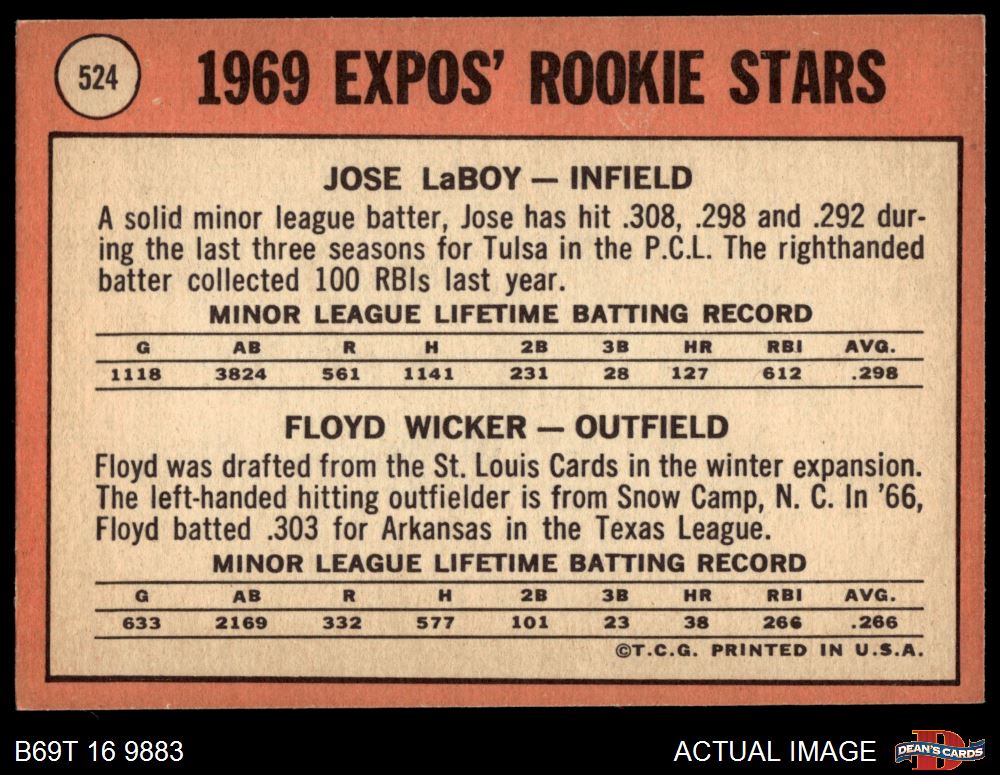 524
1969 EXPOS' ROOKIE STARS
JOSE LaBOY — INFIELD
A solid minor league batter, Jose has hit .308, .298 and .292 dur-
ing the last three seasons for Tulsa in the P.C.L. The righthanded
batter collected 100 RBIs last year.
MINOR LEAGUE LIFETIME BATTING RECORD
G AB R H 2B 3B HR RBI AVG.
1118 3824 561 1141 231 28 127 612 .298
FLOYD WICKER — OUTFIELD
Floyd was drafted from the St. Louis Cards in the winter expansion.
The left-handed hitting outfielder is from Snow Camp, N. C. In '66,
Floyd batted .303 for Arkansas in the Texas League.
MINOR LEAGUE LIFETIME BATTING RECORD
G AB R H 2B 3B HR RBI AVG.
633 2169 332 577 101 23 38 266 .266
©T.C.G. PRINTED IN U.S.A.
B69T 16 9883
ACTUAL IMAGE
DEAN'S CARDS